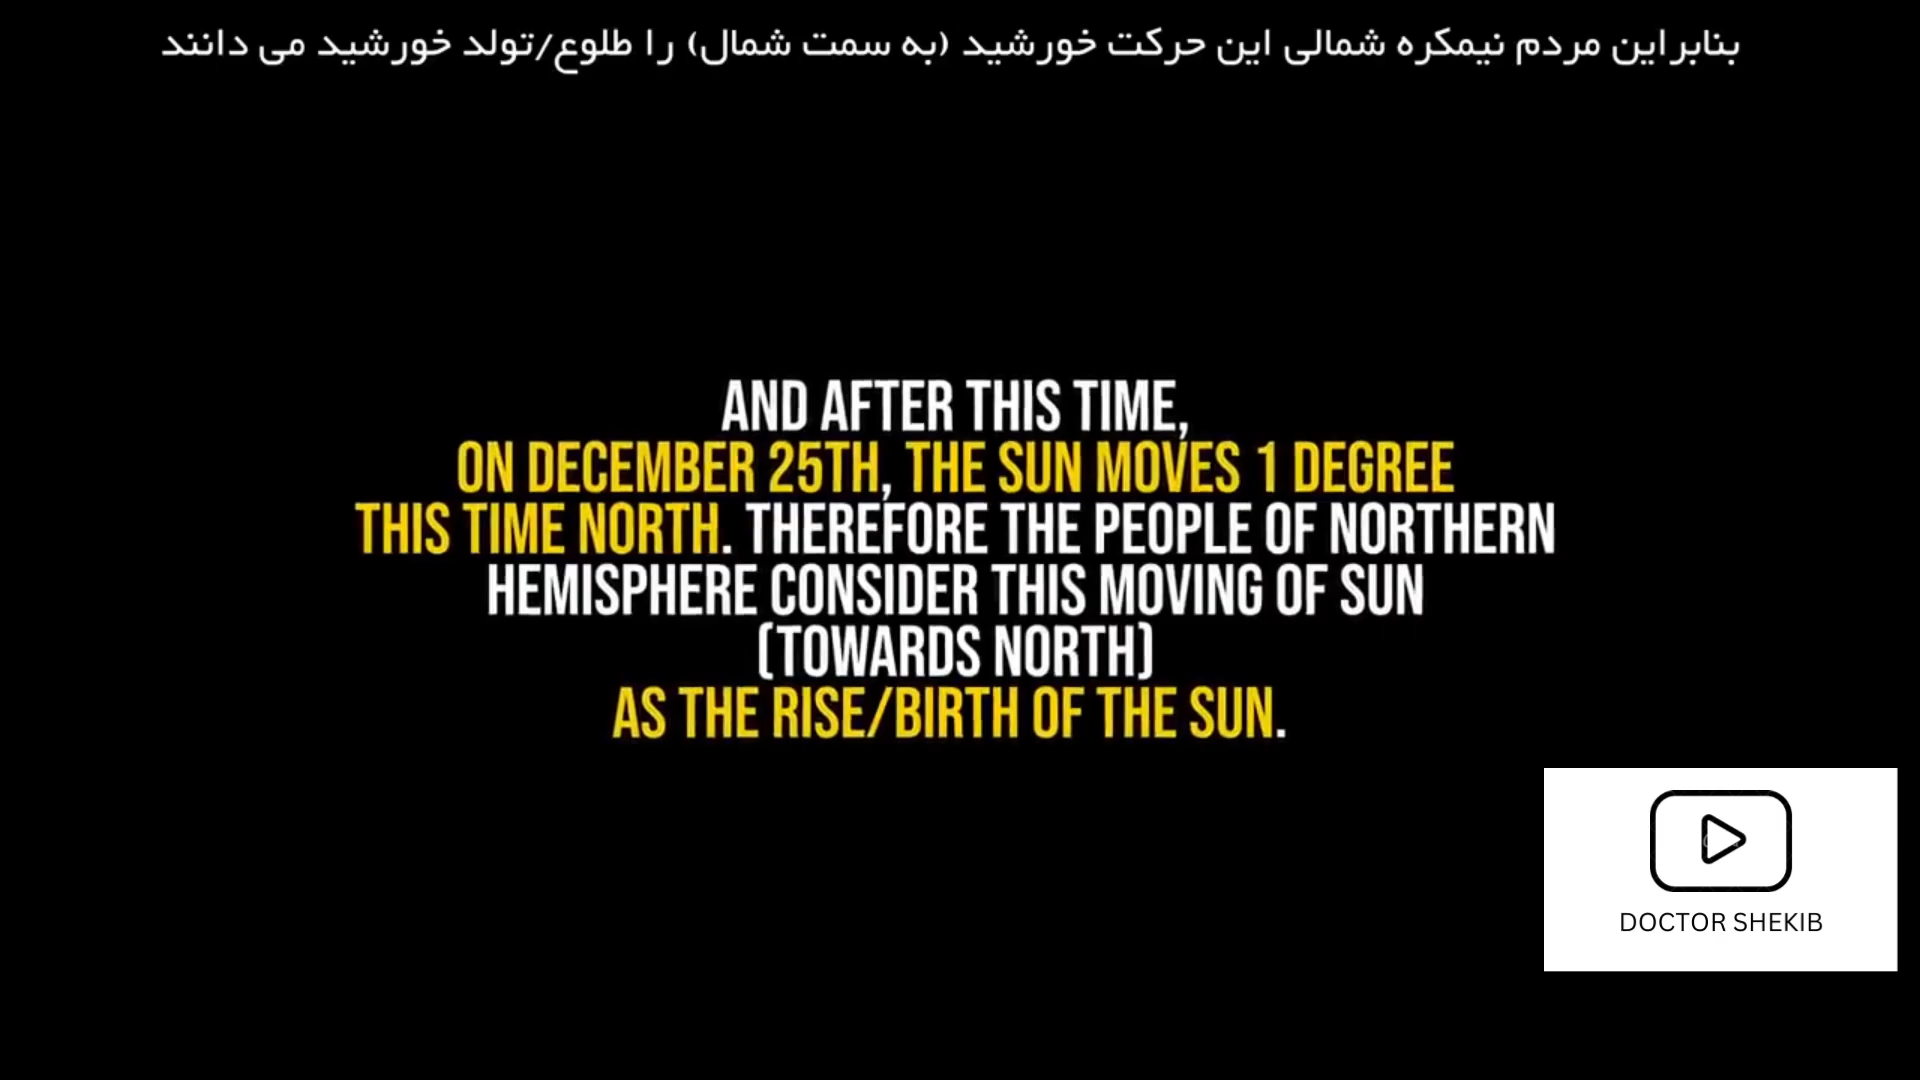 بنابراین مردم نیمکره شمالی این حرکت خورشید (به سمت شمال) را طلوع/تولد خورشید می دانند
AND AFTER THIS TIME,
ON DECEMBER 25TH, THE SUN MOVES 1 DEGREE
THIS TIME NORTH. THEREFORE THE PEOPLE OF NORTHERN
HEMISPHERE CONSIDER THIS MOVING OF SUN
(TOWARDS NORTH)
AS THE RISE/BIRTH OF THE SUN.
DOCTOR SHEKIB